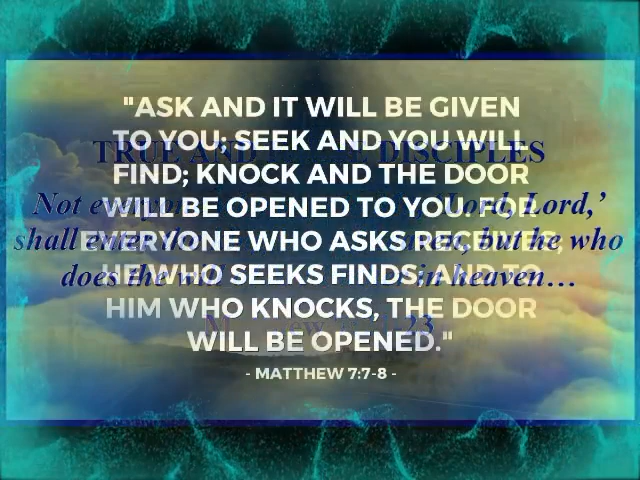 "ASK AND IT WILL BE GIVEN
TO YOU; SEEK AND YOU WILL
FIND; KNOCK AND THE DOOR
WILL BE OPENED TO YOU. FOR
EVERYONE WHO ASKS RECEIVES;
HE WHO SEEKS FINDS; AND TO
HIM WHO KNOCKS, THE DOOR
WILL BE OPENED."
- MATTHEW 7:7-8 -
TRUE AND DISCIPLES
Not Lord, Lord,’
shall but he who
does the will in heaven…